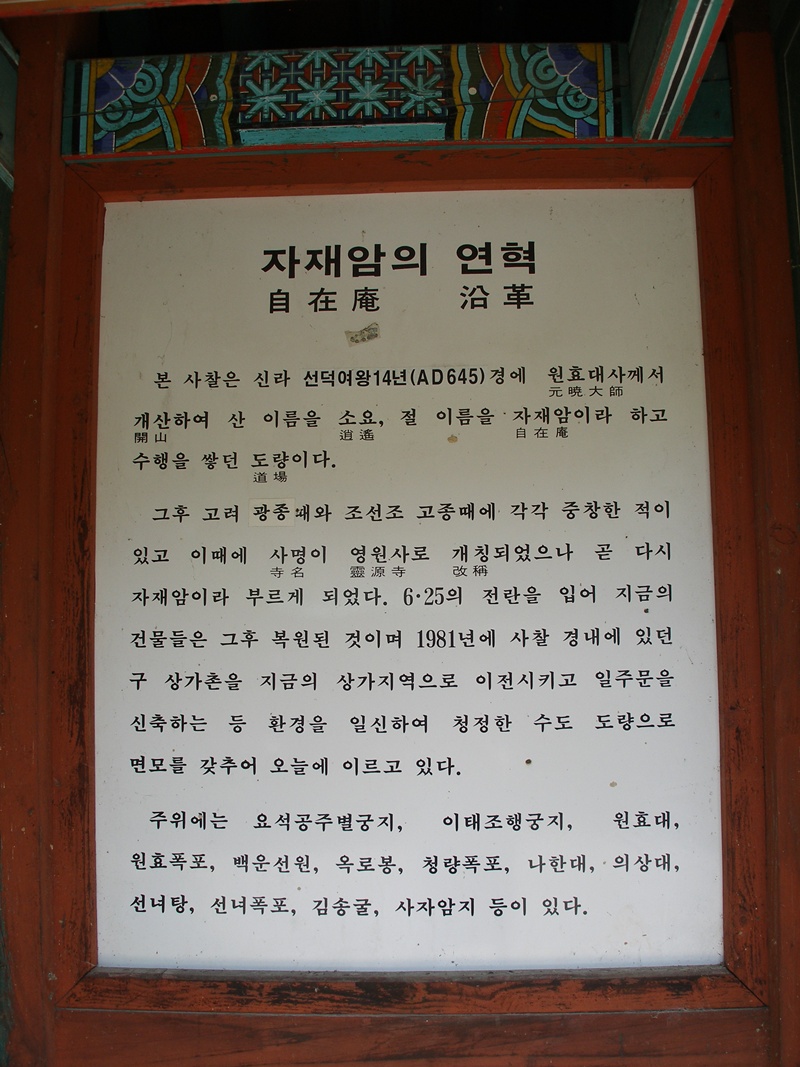 자재암의 연혁
自在庵 沿革
본 사찰은 신라 선덕여왕14년(AD645)경에 원효대사께서
元曉大師
개산하여 산 이름을 소요, 절 이름을 자재암이라 하고
開山 逍遙 自在庵
수행을 쌓던 도량이다.
道場
그후 고려 광종때와 조선조 고종때에 각각 중창한 적이
있고 이때에 사명이 영원사로 개칭되었으나 곧 다시
寺名 靈源寺 改稱
자재암이라 부르게 되었다. 6·25의 전란을 입어 지금의
건물들은 그후 복원된 것이며 1981년에 사찰 경내에 있던
구 상가촌을 지금의 상가지역으로 이전시키고 일주문을
신축하는 등 환경을 일신하여 청정한 수도 도량으로
면모를 갖추어 오늘에 이르고 있다.
주위에는 요석공주별궁지, 이태조행궁지, 원효대,
원효폭포, 백운선원, 옥로봉, 청량폭포, 나한대, 의상대,
선녀탕, 선녀폭포, 김송굴, 사자암지 등이 있다.